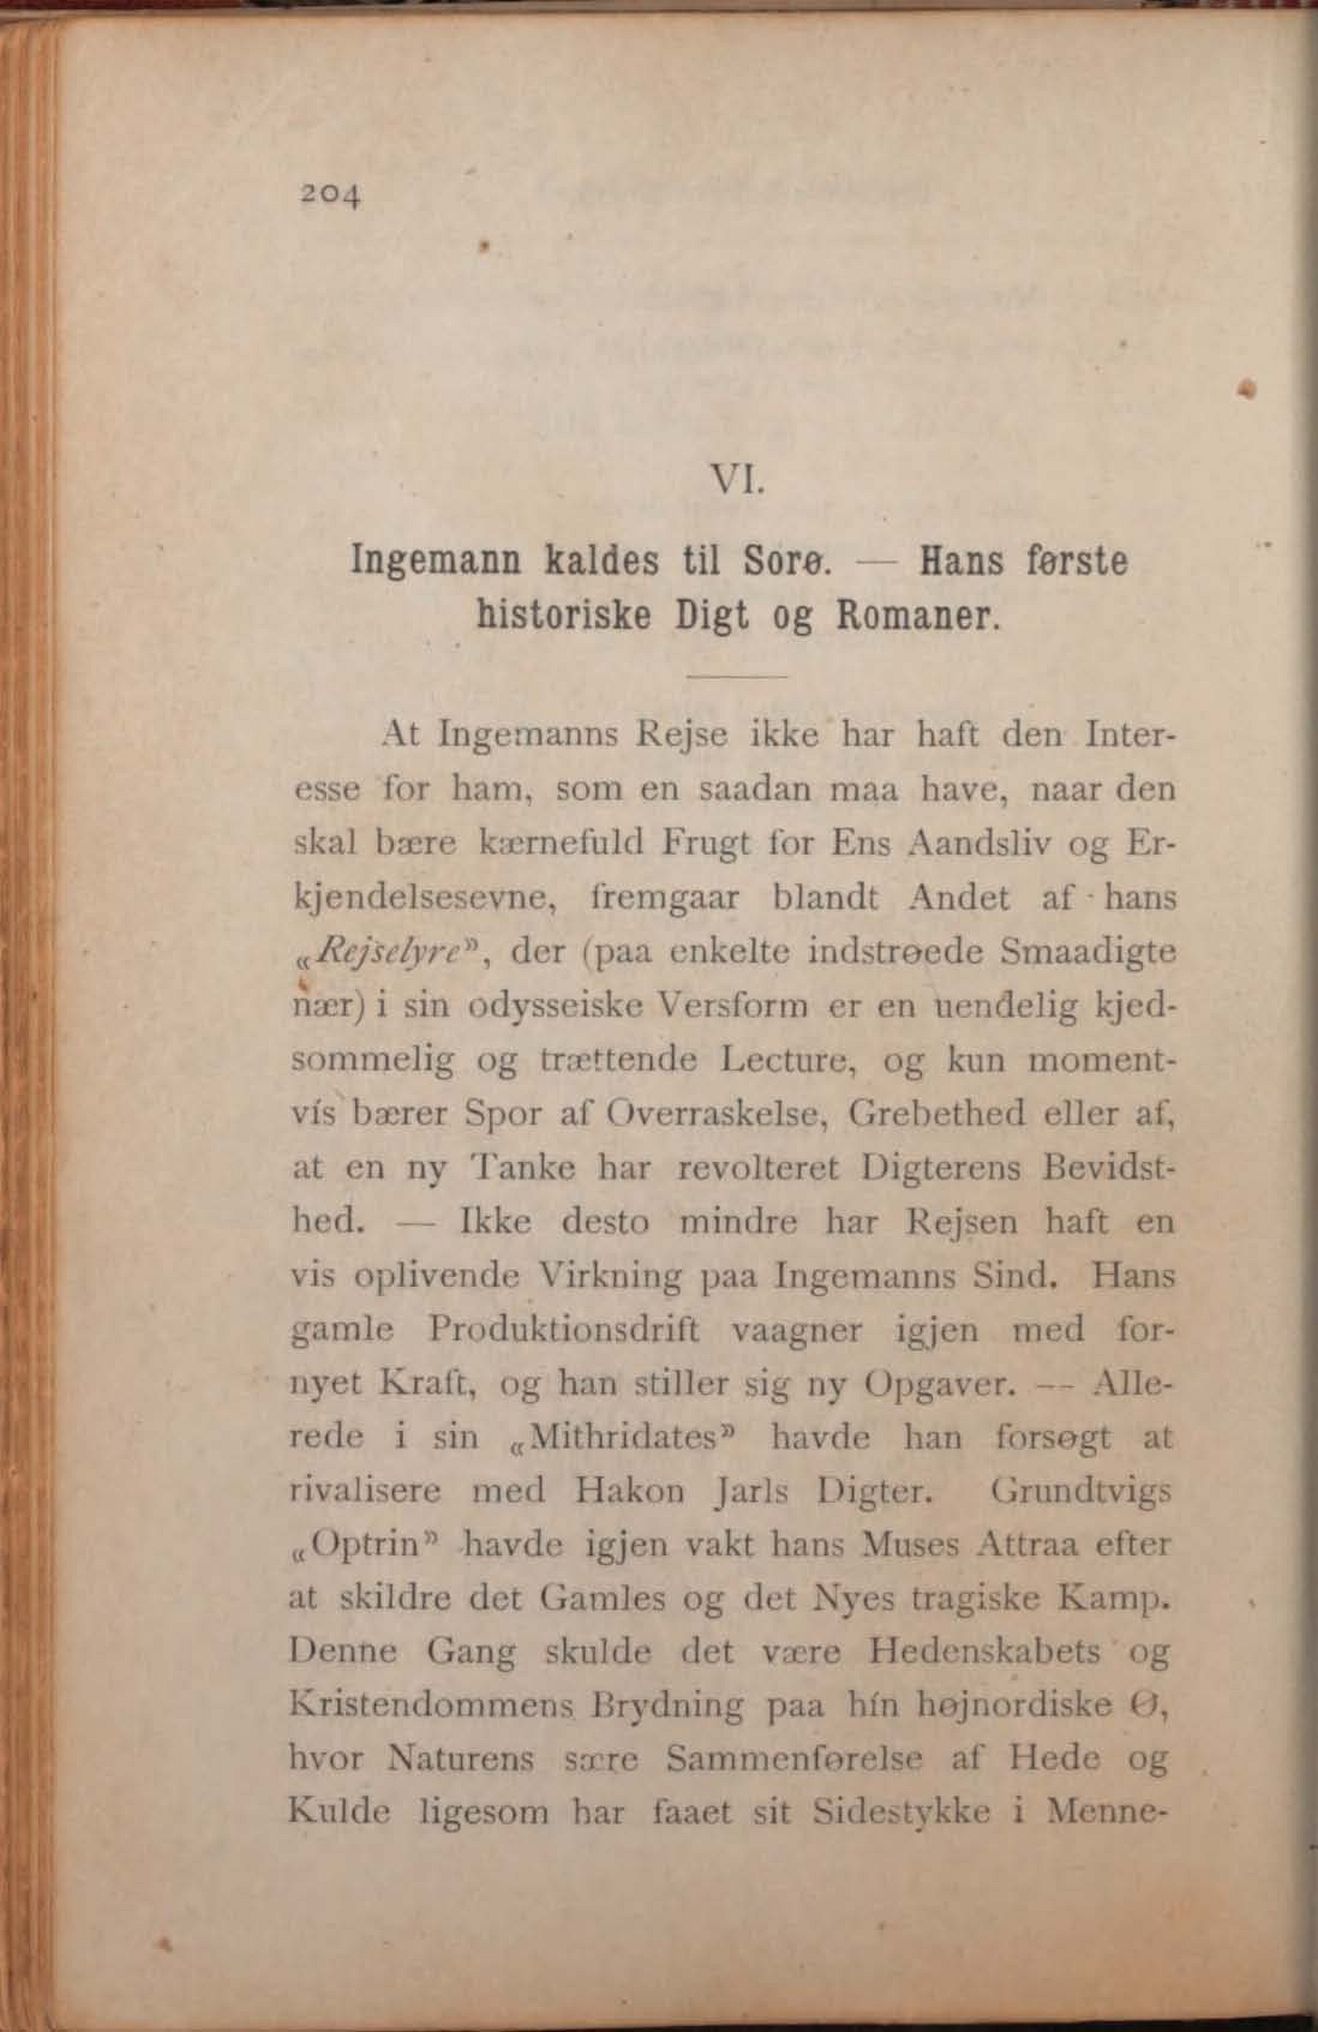 204
VI.
Ingemann kaldes til Sorø. — Hans første
historiske Digt og Romaner.
At Ingemanns Rejse ikke har haft den Inter-
esse for ham, som en saadan maa have, naar den
skal bære kærnefuld Frugt for Ens Aandsliv og Er-
kjendelsesevne, fremgaar blandt Andet af hans
«Rejselyre», der (paa enkelte indstrøede Smaadigte
nær) i sin odysseiske Versform er en uendelig kjed-
sommelig og trættende Lecture, og kun moment-
vís bærer Spor af Overraskelse, Grebethed eller af,
at en ny Tanke har revolteret Digterens Bevidst-
hed. — Ikke desto mindre har Rejsen haft en
vis oplivende Virkning paa Ingemanns Sind. Hans
gamle Produktionsdrift vaagner igjen med for-
nyet Kraft, og han stiller sig ny Opgaver. — Alle-
rede i sin «Mithridates» havde han forsøgt at
rivalisere med Hakon Jarls Digter. Grundtvigs
«Optrin» havde igjen vakt hans Muses Attraa efter
at skildre det Gamles og det Nyes tragiske Kamp.
Denne Gang skulde det være Hedenskabets og
Kristendommens Brydning paa hín højnordiske Ø,
hvor Naturens sære Sammenførelse af Hede og
Kulde ligesom har faaet sit Sidestykke i Menne-